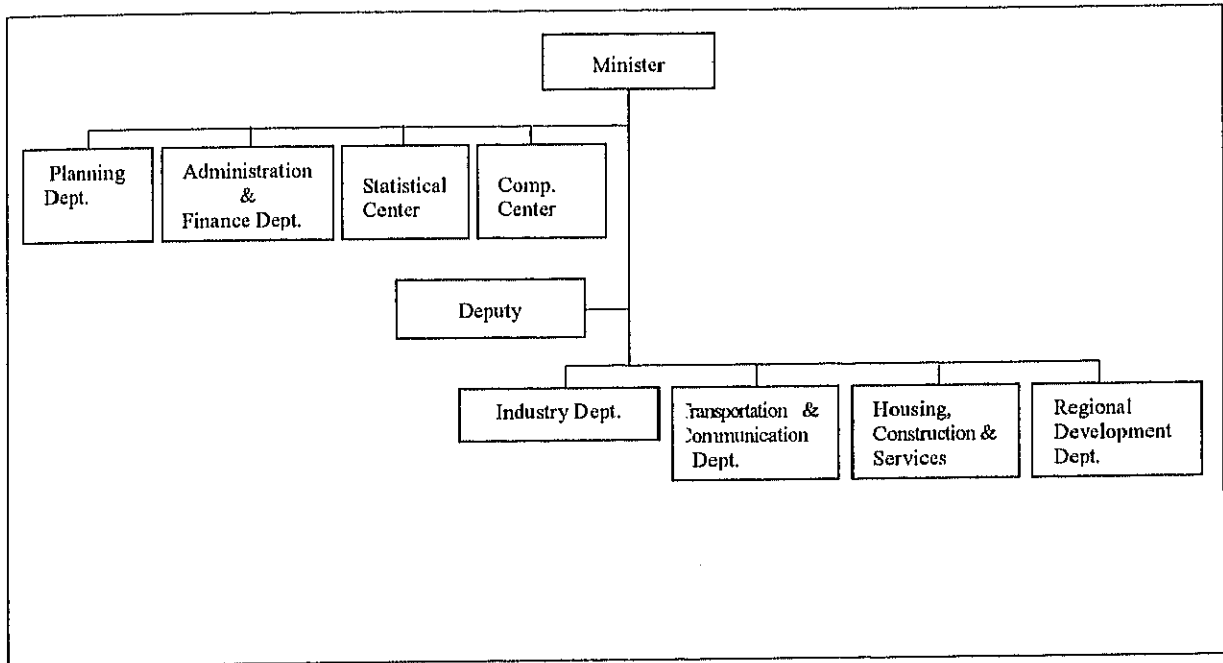 Minister
Planning
Dept.
Administration
&
Finance Dept.
Statistical
Center
Comp.
Center
Deputy
Industry Dept.
Transportation &
Communication
Dept.
Housing,
Construction &
Services
Regional
Development
Dept.